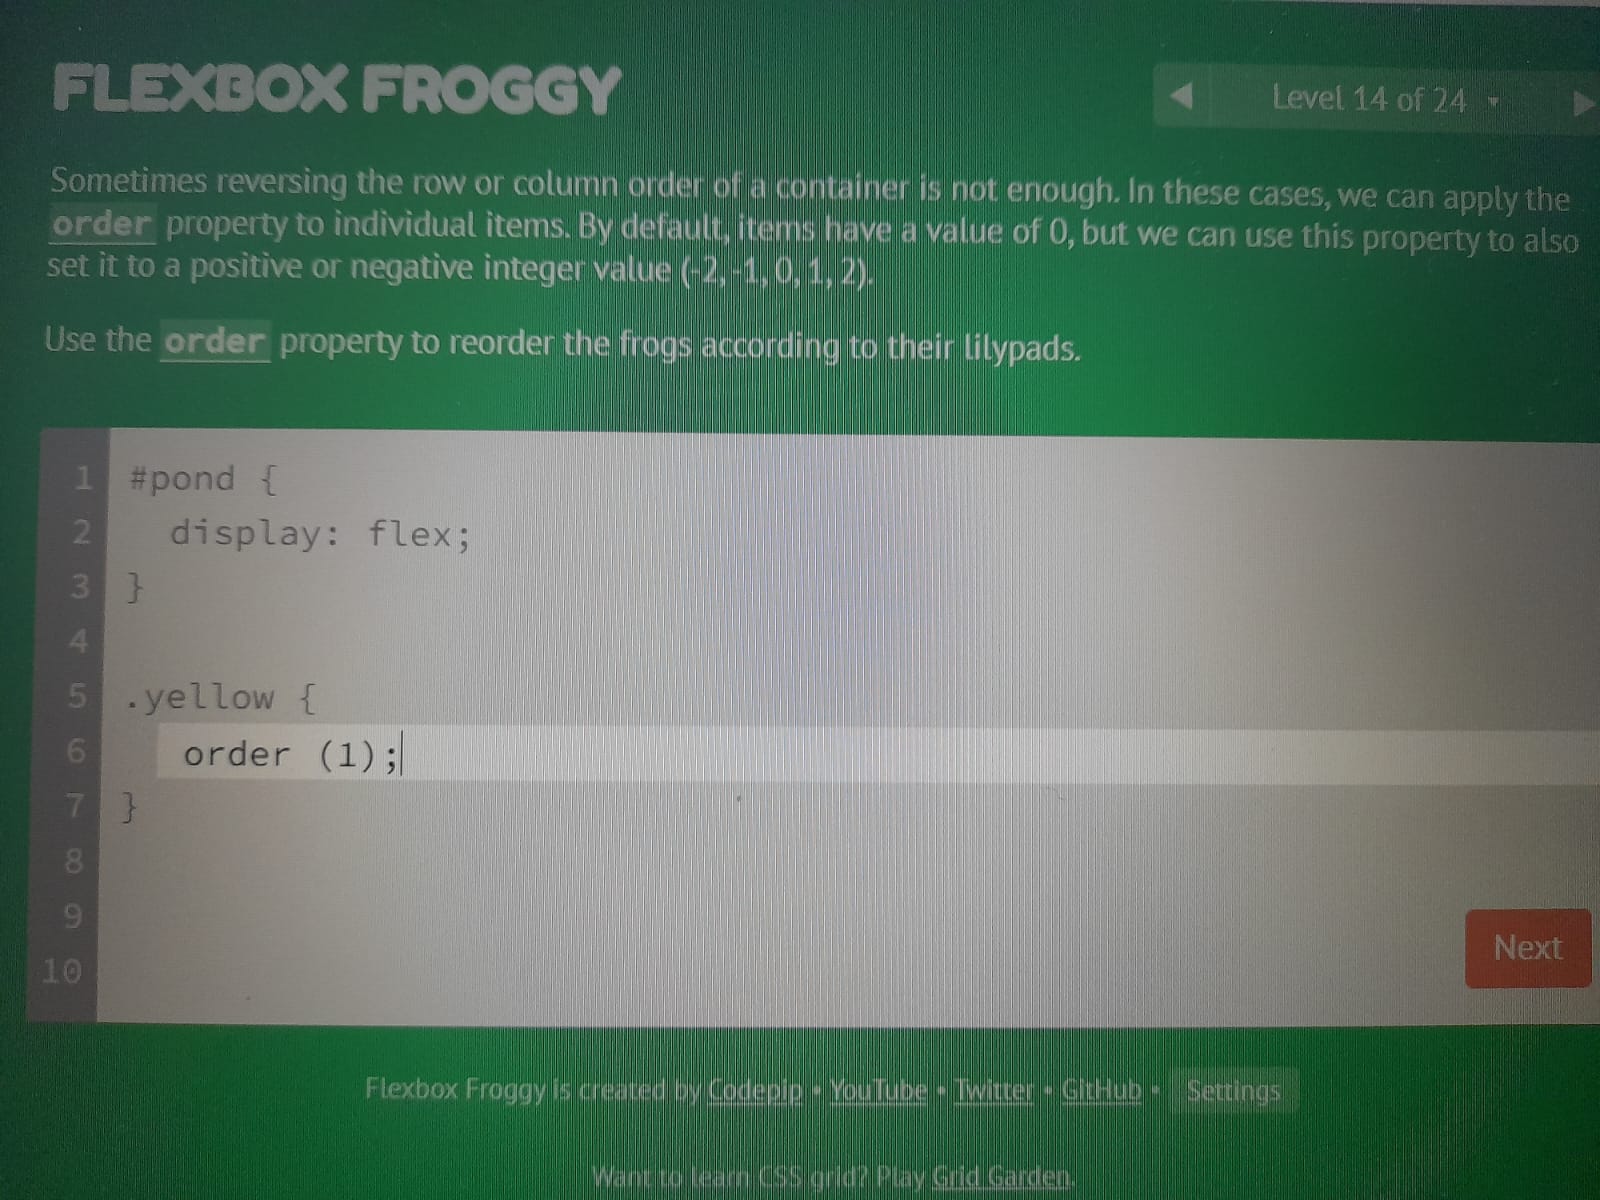 FLEXBOX FROGGY
Level 14 of 24
Sometimes reversing the row or column order of a container is not enough. In these cases, we can apply the
order property to individual items. By default, items have a value of 0, but we can use this property to also
set it to a positive or negative integer value (-2, -1, 0, 1, 2).
Use the order property to reorder the frogs according to their lilypads.
1 #pond {
2 display: flex;
3 }
4
5 .yellow {
6 order (1);
7 }
8
9
10
Next
Flexbox Froggy is created by Codepip • YouTube • Twitter • GitHub • Settings
Want to learn CSS grid? Play Grid Garden.